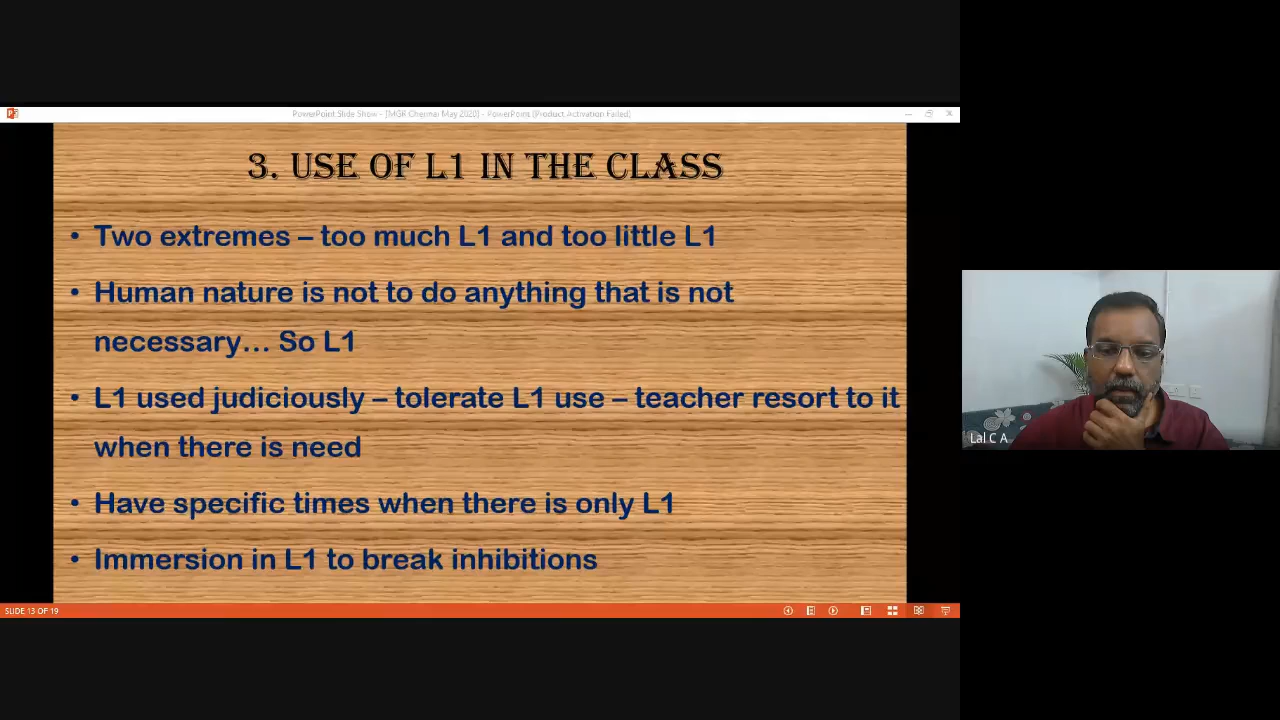 PowerPoint Slide Show - [MGR Chennai May 2020] - PowerPoint (Product Activation Failed)
3. USE OF L1 IN THE CLASS
• Two extremes – too much L1 and too little L1
• Human nature is not to do anything that is not
necessary… So L1
• L1 used judiciously – tolerate L1 use – teacher resort to it
when there is need
• Have specific times when there is only L1
• Immersion in L1 to break inhibitions
SLIDE 13 OF 19
Lal C A